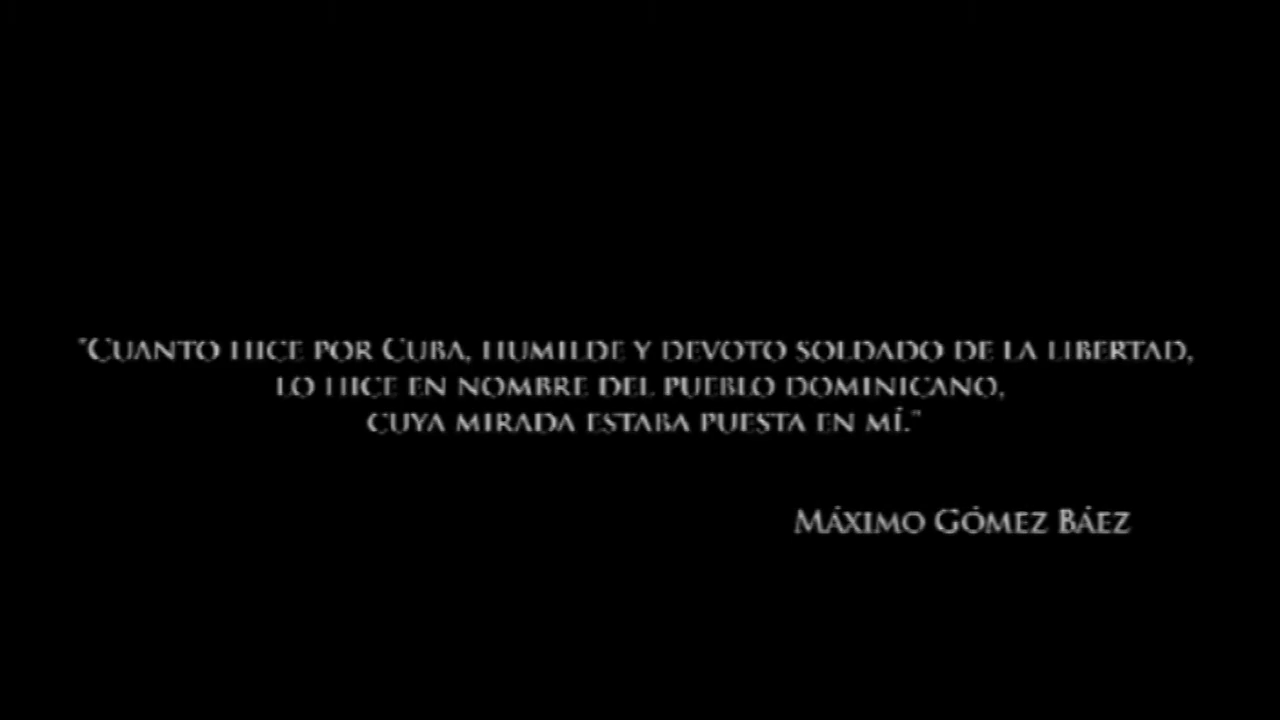 "Cuanto hice por Cuba, humilde y devoto soldado de la libertad,
lo hice en nombre del pueblo dominicano,
cuya mirada estaba puesta en mí."
Máximo Gómez Báez